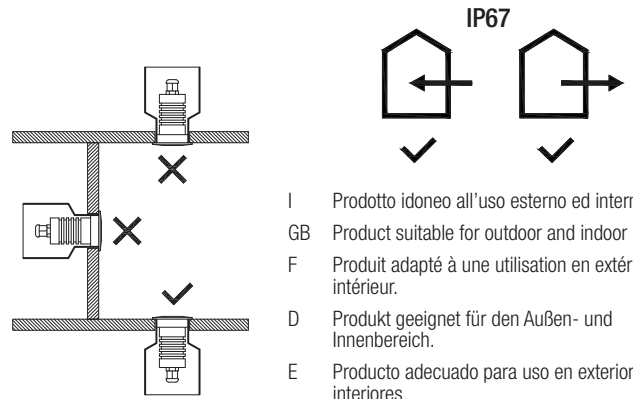 IP67
I Prodotto idoneo all'uso esterno ed
GB Product suitable for outdoor and indoor
F Produit adapté à une utilisation en
intérieur.
D Produkt geeignet für den Außen- und
Innenbereich.
E Producto adecuado para uso en
interiores